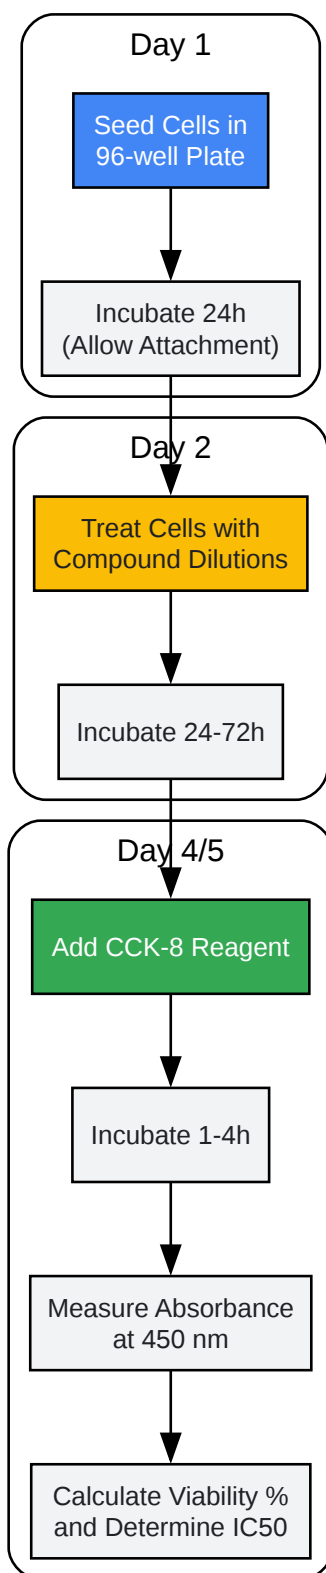 Day 1
Seed Cells in
96-well Plate
Incubate 24h
(Allow Attachment)
Day 2
Treat Cells with
Compound Dilutions
Incubate 24-72h
Day 4/5
Add CCK-8 Reagent
Incubate 1-4h
Measure Absorbance
at 450 nm
Calculate Viability %
and Determine IC50